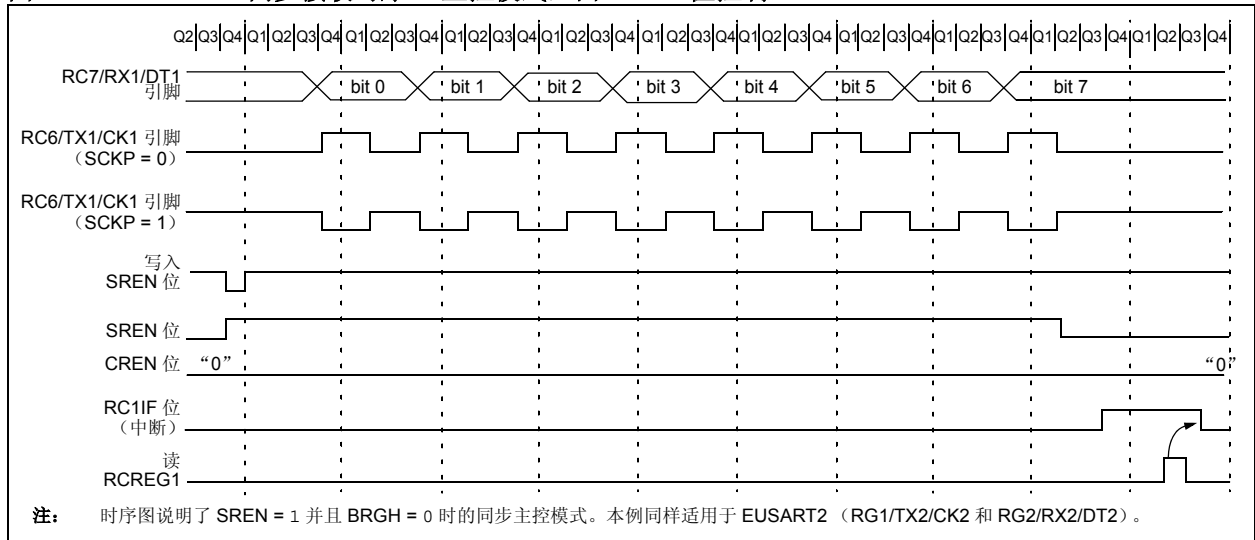 Q2 Q3 Q4 Q1 Q2 Q3 Q4 Q1 Q2 Q3 Q4 Q1 Q2 Q3 Q4 Q1 Q2 Q3 Q4 Q1 Q2 Q3 Q4 Q1 Q2 Q3 Q4 Q1 Q2 Q3 Q4 Q1 Q2 Q3 Q4 Q1 Q2 Q3 Q4 Q1 Q2 Q3 Q4
RC7/RX1/DT1
引脚
bit 0 bit 1 bit 2 bit 3 bit 4 bit 5 bit 6 bit 7
RC6/TX1/CK1 引脚
（SCKP = 0）
RC6/TX1/CK1 引脚
（SCKP = 1）
写入
SREN 位
SREN 位
CREN 位 “0” “0”
RC1IF 位
（中断）
读
RCREG1
注： 时序图说明了 SREN = 1 并且 BRGH = 0 时的同步主控模式。本例同样适用于 EUSART2 （RG1/TX2/CK2 和 RG2/RX2/DT2）。